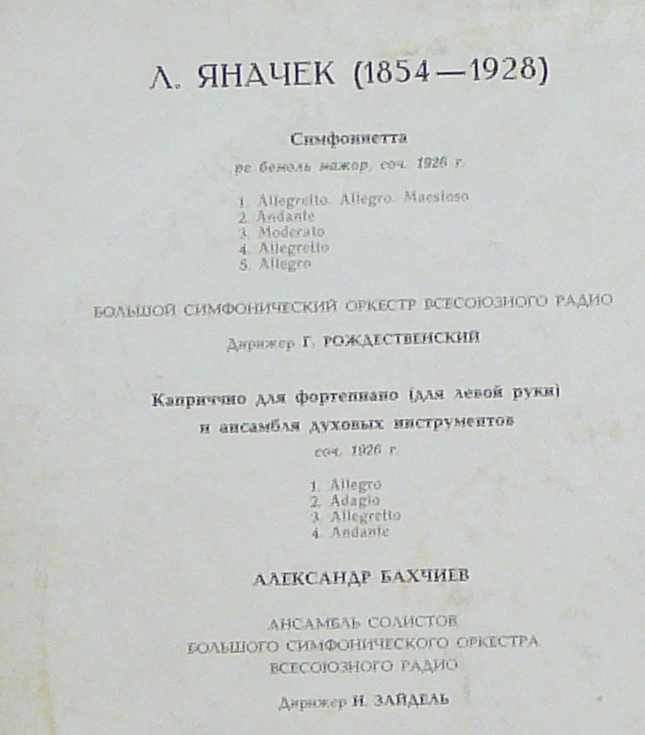 Л. ЯНАЧЕК (1854—1928)
Симфониетта
ре бемоль мажор, соч. 1926 г.
1. Allegretto. Allegro. Maestoso
2. Andante
3. Moderato
4. Allegretto
5. Allegro
БОЛЬШОЙ СИМФОНИЧЕСКИЙ ОРКЕСТР ВСЕСОЮЗНОГО РАДИО
Дирижер Г. РОЖДЕСТВЕНСКИЙ
Каприччио для фортепиано (для левой руки)
и ансамбля духовых инструментов
соч. 1926 г.
1. Allegro
2. Adagio
3. Allegretto
4. Andante
АЛЕКСАНДР БАХЧИЕВ
АНСАМБЛЬ СОЛИСТОВ
БОЛЬШОГО СИМФОНИЧЕСКОГО ОРКЕСТРА
ВСЕСОЮЗНОГО РАДИО
Дирижер И. ЗАЙДЕЛЬ